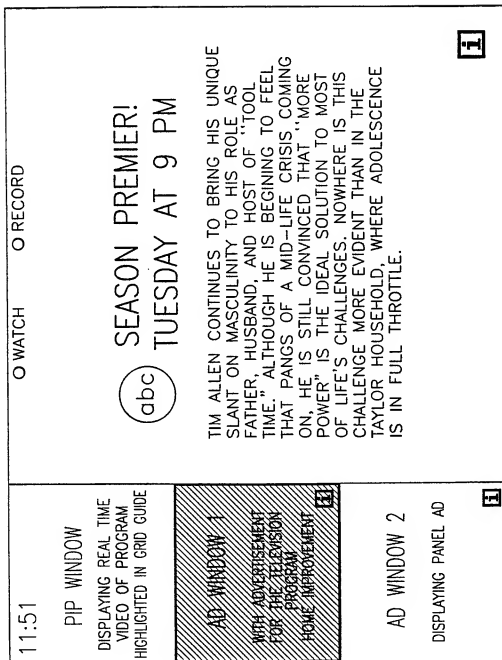 11:51
PIP WINDOW
DISPLAYING REAL TIME
VIDEO OF PROGRAM
HIGHLIGHTED IN GRID GUIDE
AD WINDOW 1
WITH ADVERTISEMENT
FOR THE TELEVISION
PROGRAM
HOME IMPROVEMENT
i
AD WINDOW 2
DISPLAYING PANEL AD
i
O WATCH O RECORD
abc
SEASON PREMIER!
TUESDAY AT 9 PM
TIM ALLEN CONTINUES TO BRING HIS UNIQUE
SLANT ON MASCULINITY TO HIS ROLE AS
FATHER, HUSBAND, AND HOST OF "TOOL
TIME." ALTHOUGH HE IS BEGINING TO FEEL
THAT PANGS OF A MID-LIFE CRISIS COMING
ON, HE IS STILL CONVINCED THAT "MORE
POWER" IS THE IDEAL SOLUTION TO MOST
OF LIFE'S CHALLENGES. NOWHERE IS THIS
CHALLENGE MORE EVIDENT THAN IN THE
TAYLOR HOUSEHOLD, WHERE ADOLESCENCE
IS IN FULL THROTTLE.
i